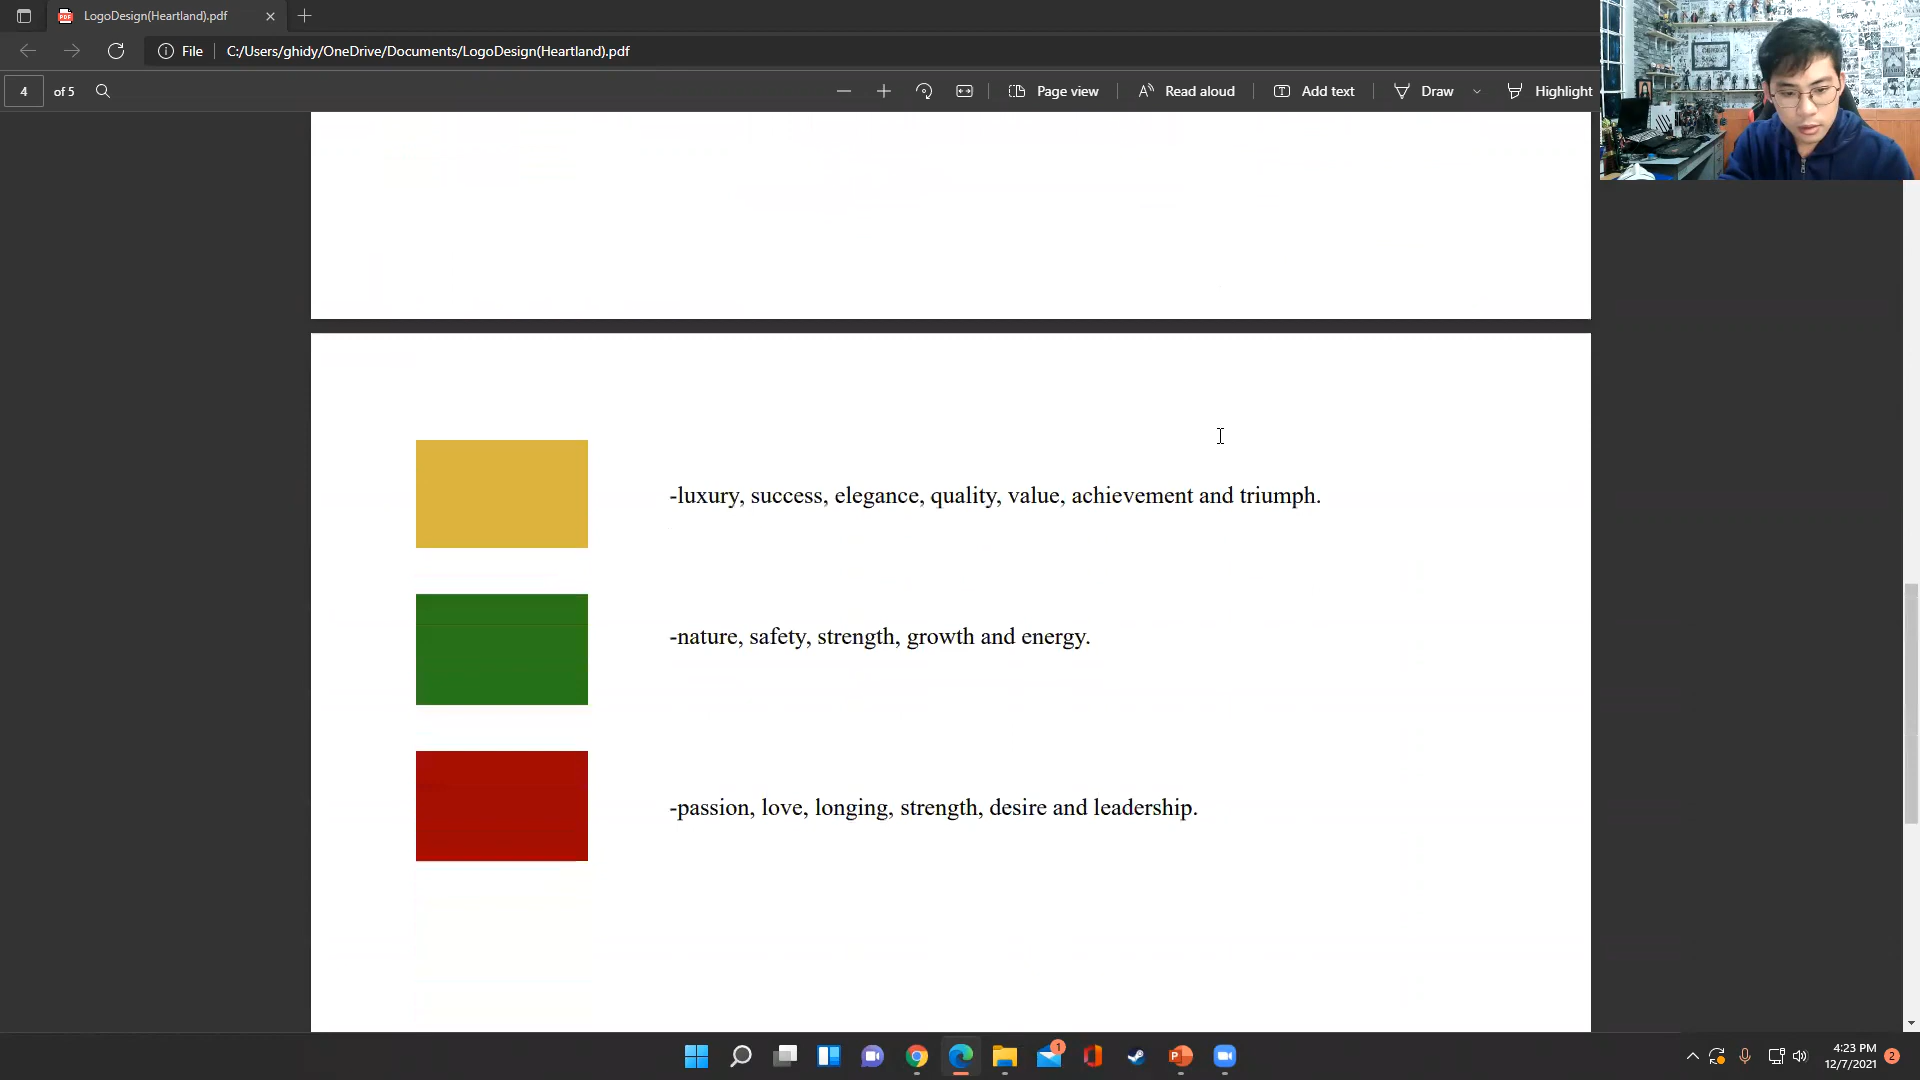 LogoDesign(Heartland).pdf
File
C:/Users/ghidy/OneDrive/Documents/LogoDesign(Heartland).pdf
4 of 5
Page view
Read aloud
Add text
Draw
Highlight
-luxury, success, elegance, quality, value, achievement and triumph.
-nature, safety, strength, growth and energy.
-passion, love, longing, strength, desire and leadership.
1
4:23 PM
12/7/2021
2